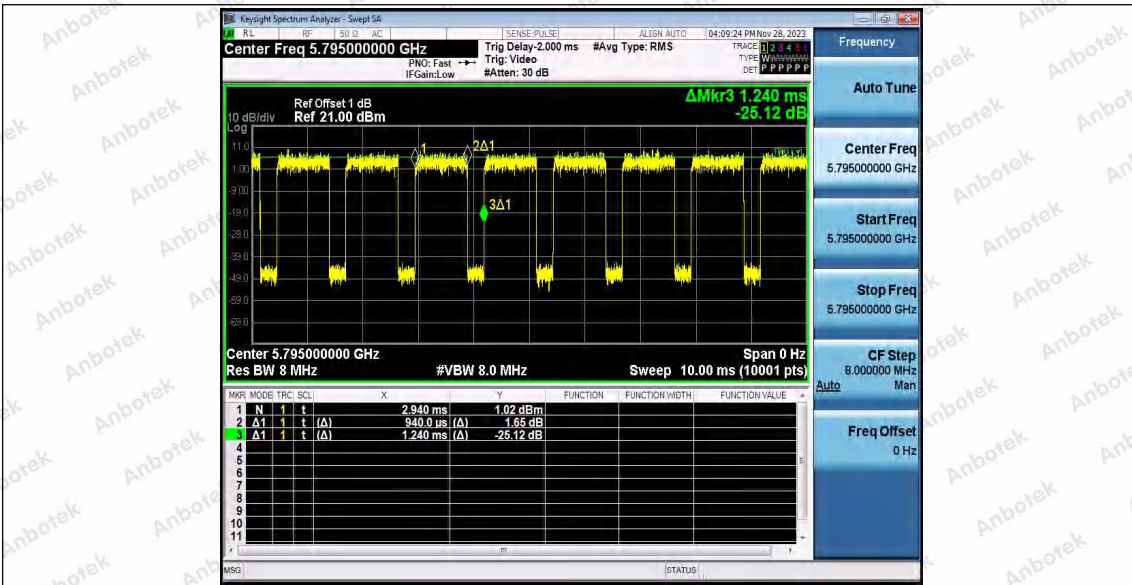 Keysight Spectrum Analyzer - Swept SA
RL RF 50 Ω AC SENSE:PULSE ALIGN AUTO 04:09:24 PM Nov 28, 2023
Center Freq 5.795000000 GHz
PNO: Fast
IFGain:Low
Trig Delay-2.000 ms
Trig: Video
#Atten: 30 dB
#Avg Type: RMS
TRACE 1 2 3 4 5 6
TYPE WWWWWW
DET P P P P P P
Ref Offset 1 dB
10 dB/div Ref 21.00 dBm
Log
ΔMkr3 1.240 ms
-25.12 dB
11.0
1.00
-9.00
-19.0
-29.0
-39.0
-49.0
-59.0
-69.0
1
2Δ1
3Δ1
Center 5.795000000 GHz Span 0 Hz
Res BW 8 MHz #VBW 8.0 MHz Sweep 10.00 ms (10001 pts)
MKR MODE TRC SCL X Y FUNCTION FUNCTION WIDTH FUNCTION VALUE
1 N 1 t 2.940 ms 1.02 dBm
2 Δ1 1 t (Δ) 940.0 µs (Δ) 1.65 dB
3 Δ1 1 t (Δ) 1.240 ms (Δ) -25.12 dB
4
5
6
7
8
9
10
11
MSG STATUS
Frequency
Auto Tune
Center Freq
5.795000000 GHz
Start Freq
5.795000000 GHz
Stop Freq
5.795000000 GHz
CF Step
8.000000 MHz
Auto Man
Freq Offset
0 Hz
Anbotek